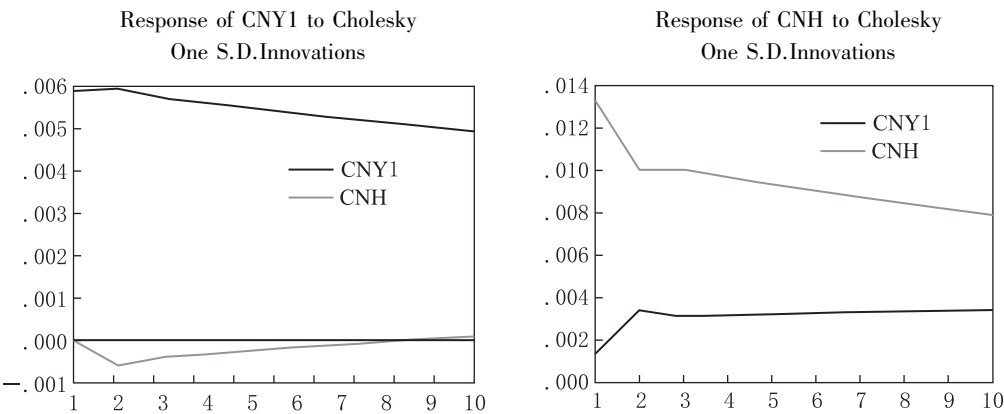 Response of CNY1 to Cholesky
One S.D.Innovations
.006
.005
.004
.003
.002
.001
.000
—.001
CNY1
CNH
1 2 3 4 5 6 7 8 9 10
Response of CNH to Cholesky
One S.D.Innovations
.014
.012
.010
.008
.006
.004
.002
.000
CNY1
CNH
1 2 3 4 5 6 7 8 9 10